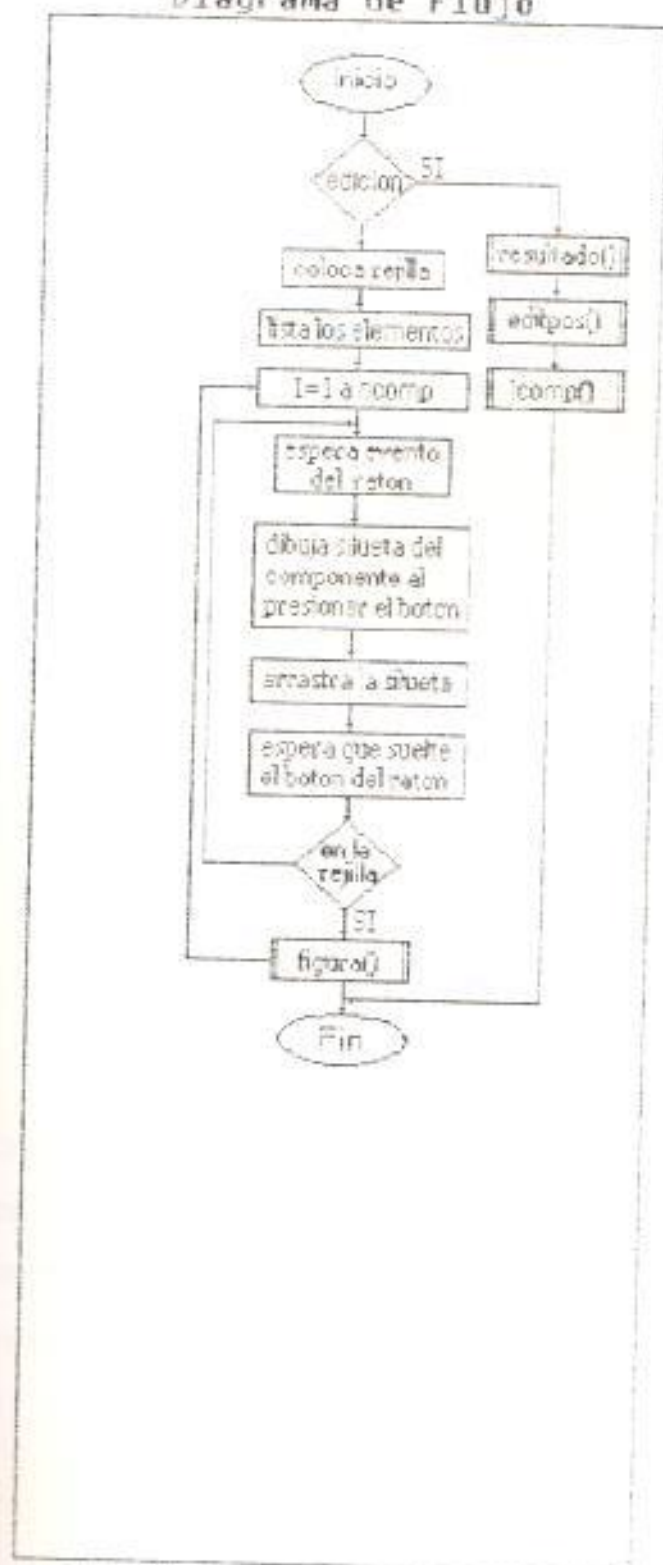 Diagrama de Flujo
inicio
edicion
SI
coloca rejilla
resultado()
lista los elementos
editpos()
I=1 a ncomp
lcomp()
espera evento
del raton
dibuja silueta del
componente al
presionar el boton
arrastra la silueta
espera que suelte
el boton del raton
en la
rejilla
SI
figura()
Fin